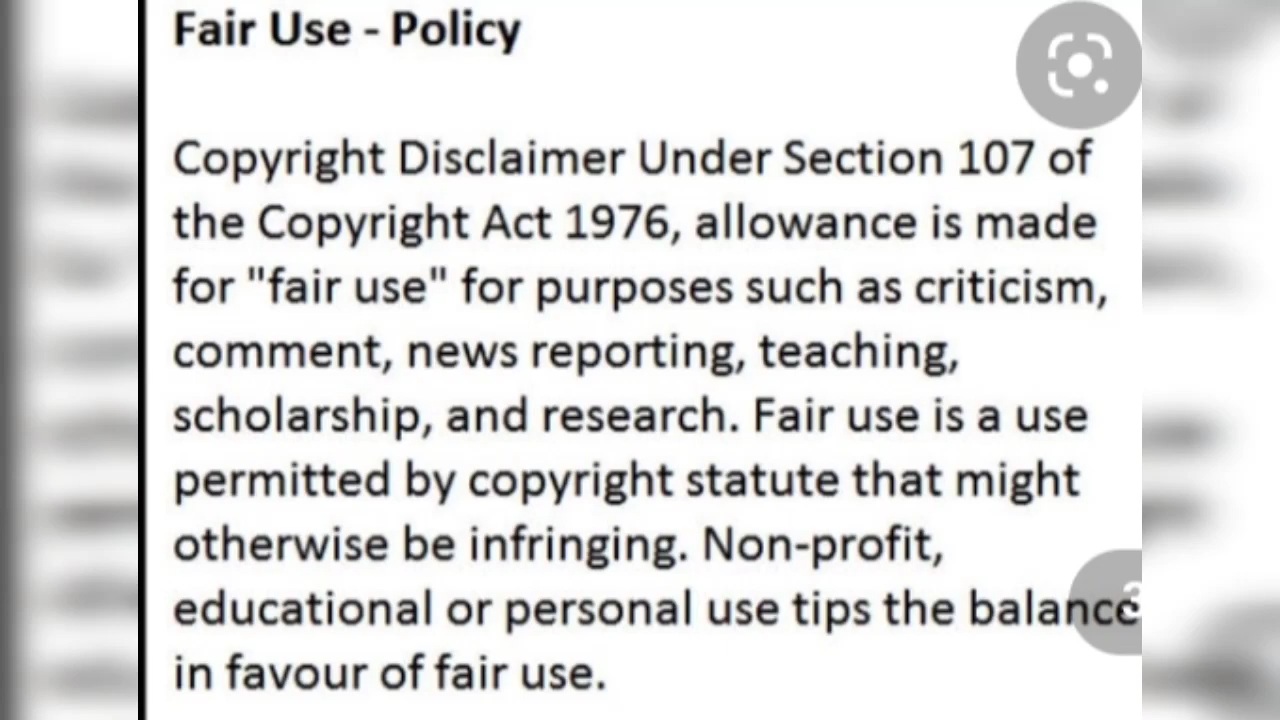 Fair Use - Policy
Copyright Disclaimer Under Section 107 of
the Copyright Act 1976, allowance is made
for "fair use" for purposes such as criticism,
comment, news reporting, teaching,
scholarship, and research. Fair use is a use
permitted by copyright statute that might
otherwise be infringing. Non-profit,
educational or personal use tips the balance
in favour of fair use.